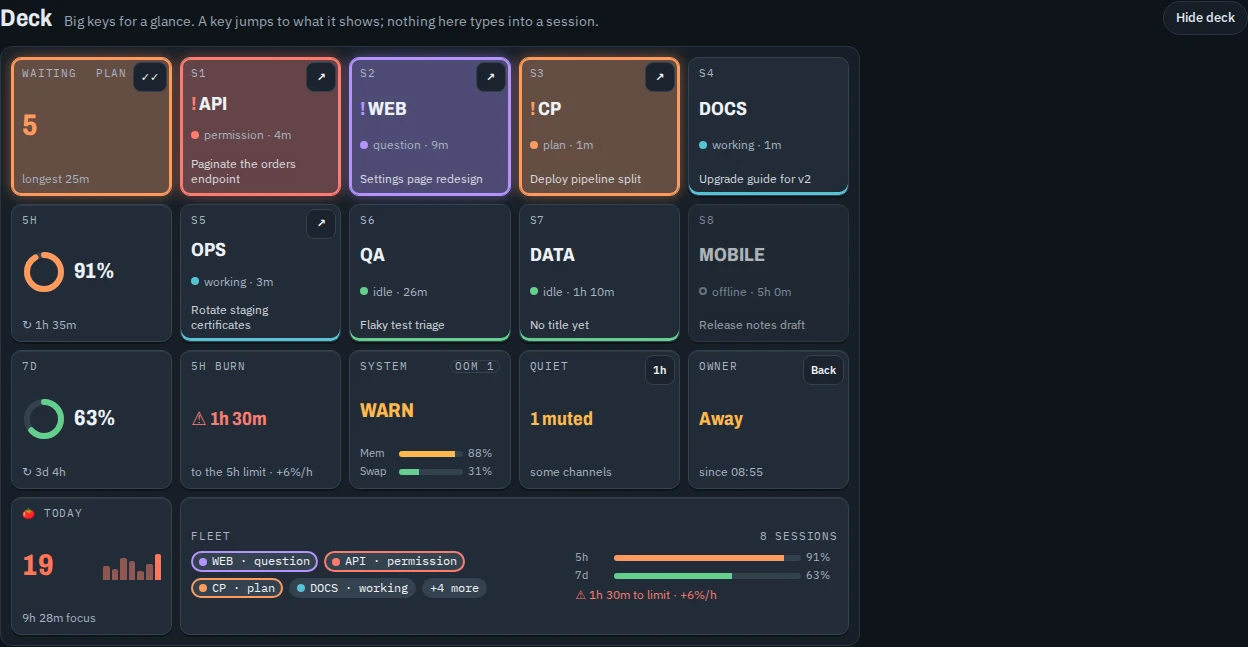 Deck Big keys for a glance. A key jumps to what it shows; nothing here types into a session. Hide deck
WAITING PLAN ✓✓
5
longest 25m
S1 ↗
!API
permission · 4m
Paginate the orders
endpoint
S2 ↗
!WEB
question · 9m
Settings page redesign
S3 ↗
!CP
plan · 1m
Deploy pipeline split
S4
DOCS
working · 1m
Upgrade guide for v2
5H
91%
↻ 1h 35m
S5 ↗
OPS
working · 3m
Rotate staging
certificates
S6
QA
idle · 26m
Flaky test triage
S7
DATA
idle · 1h 10m
No title yet
S8
MOBILE
offline · 5h 0m
Release notes draft
7D
63%
↻ 3d 4h
5H BURN
⚠ 1h 30m
to the 5h limit · +6%/h
SYSTEM OOM 1
WARN
Mem 88%
Swap 31%
QUIET 1h
1 muted
some channels
OWNER Back
Away
since 08:55
🍅 TODAY
19
9h 28m focus
FLEET 8 SESSIONS
WEB · question API · permission
CP · plan DOCS · working +4 more
5h 91%
7d 63%
⚠ 1h 30m to limit · +6%/h